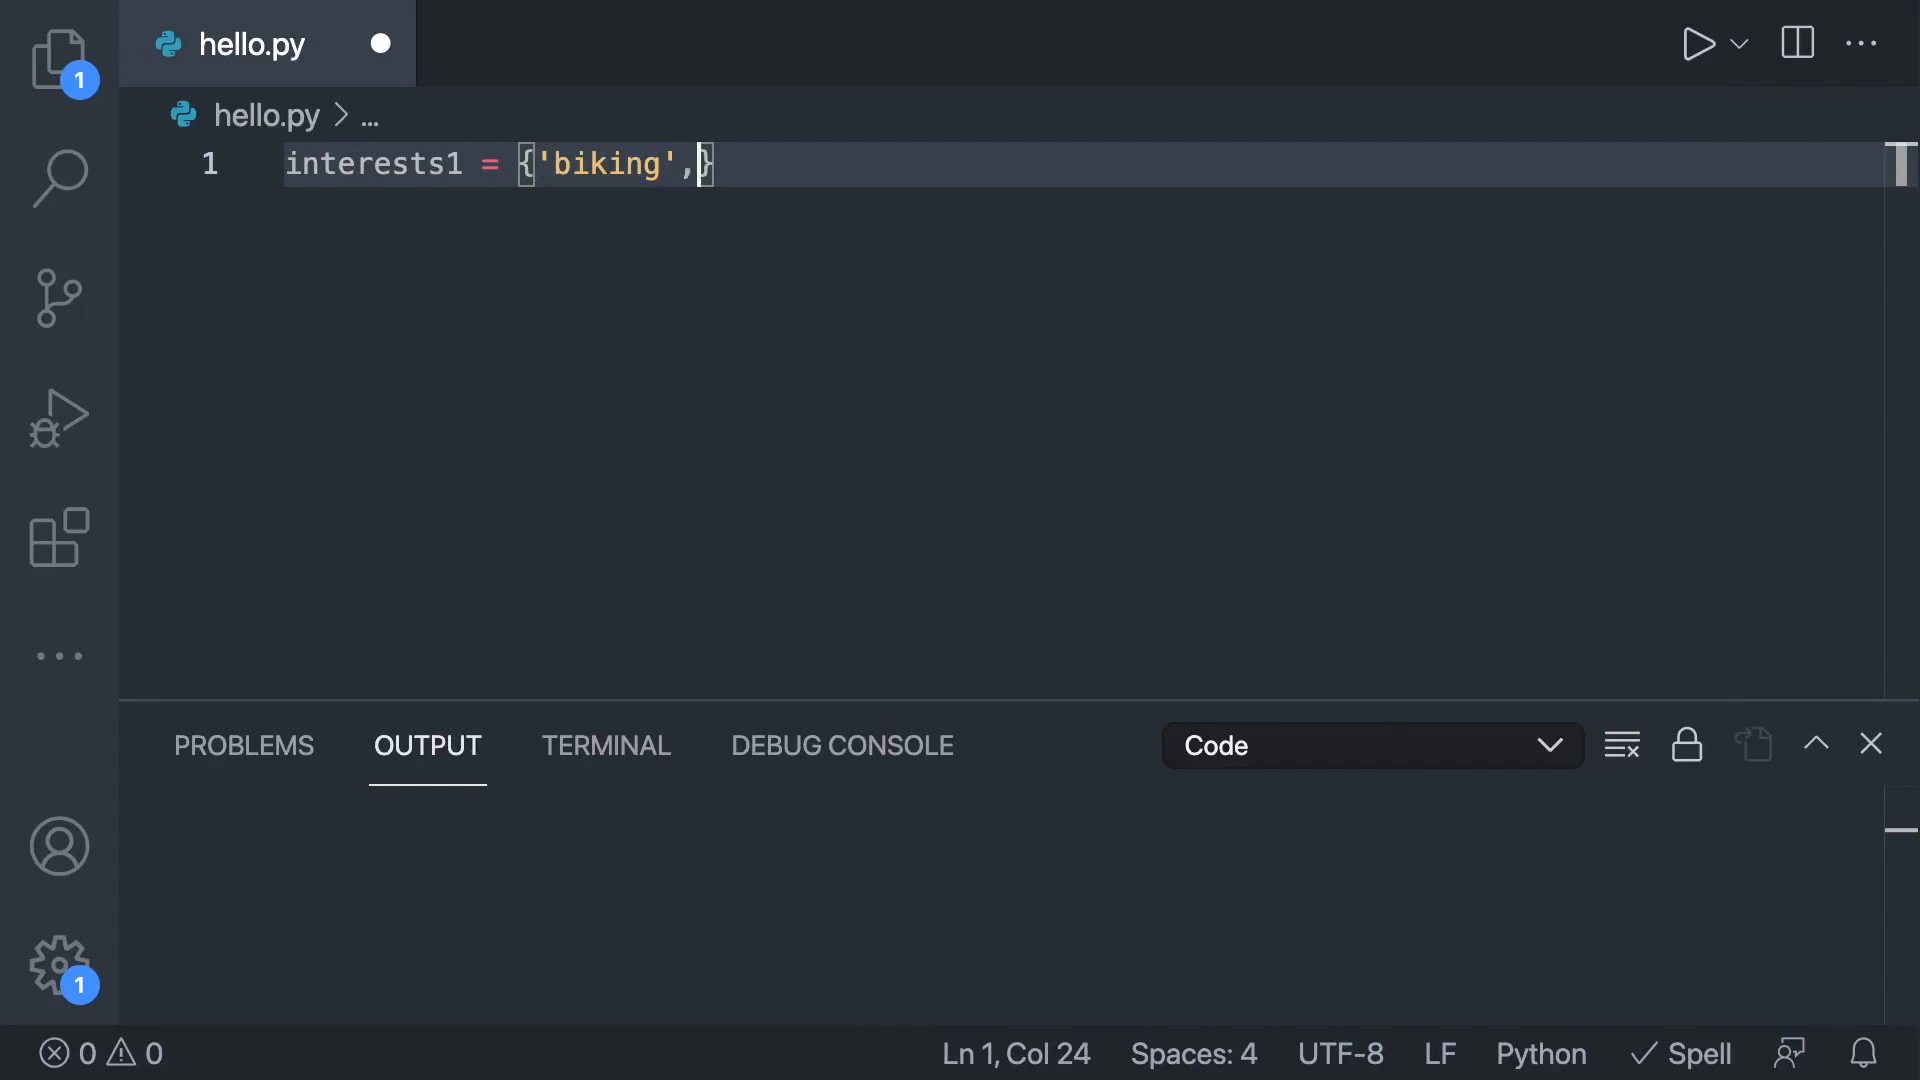 hello.py
1
hello.py > ...
1 interests1 = {'biking',}
PROBLEMS OUTPUT TERMINAL DEBUG CONSOLE Code
1
0 0 Ln 1, Col 24 Spaces: 4 UTF-8 LF Python Spell